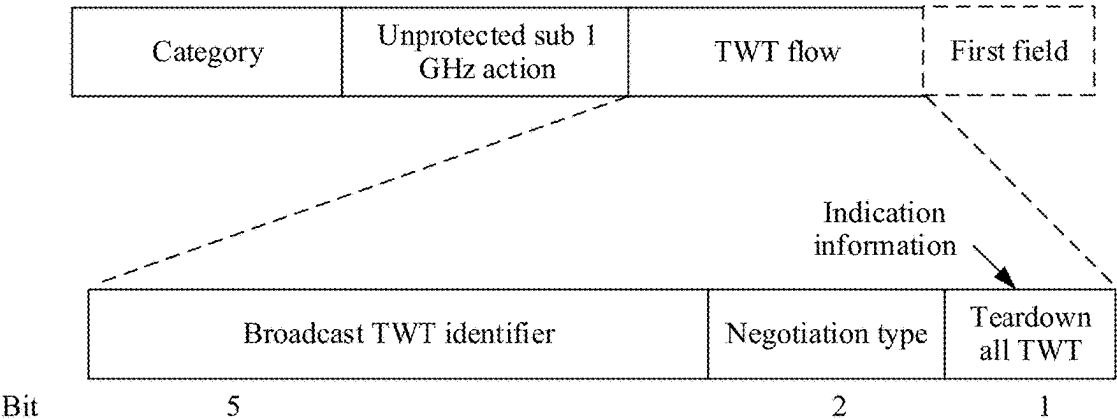 Category
Unprotected sub 1
GHz action
TWT flow
First field
Indication
information
Broadcast TWT identifier
Negotiation type
Teardown
all TWT
Bit 5 2 1